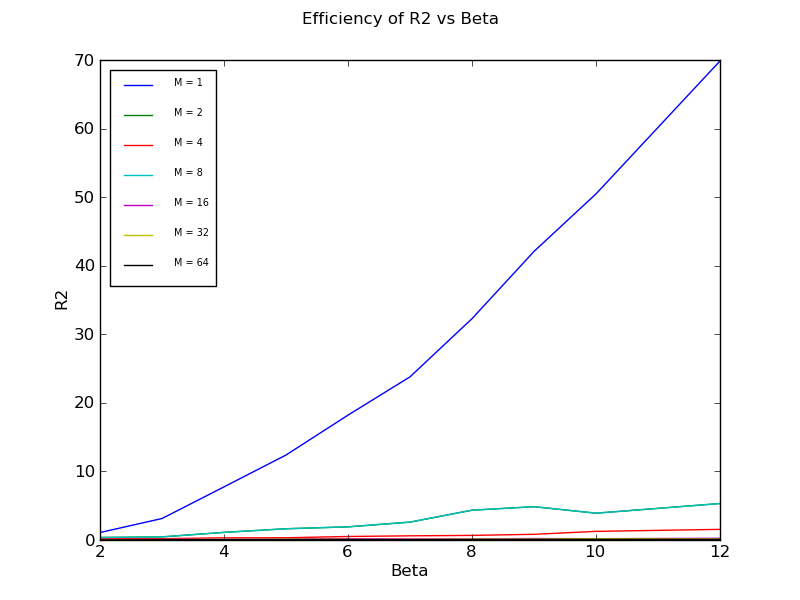 Efficiency of R2 vs Beta
70
60
50
40
30
20
10
0
R2
M = 1
M = 2
M = 4
M = 8
M = 16
M = 32
M = 64
2 4 6 8 10 12
Beta